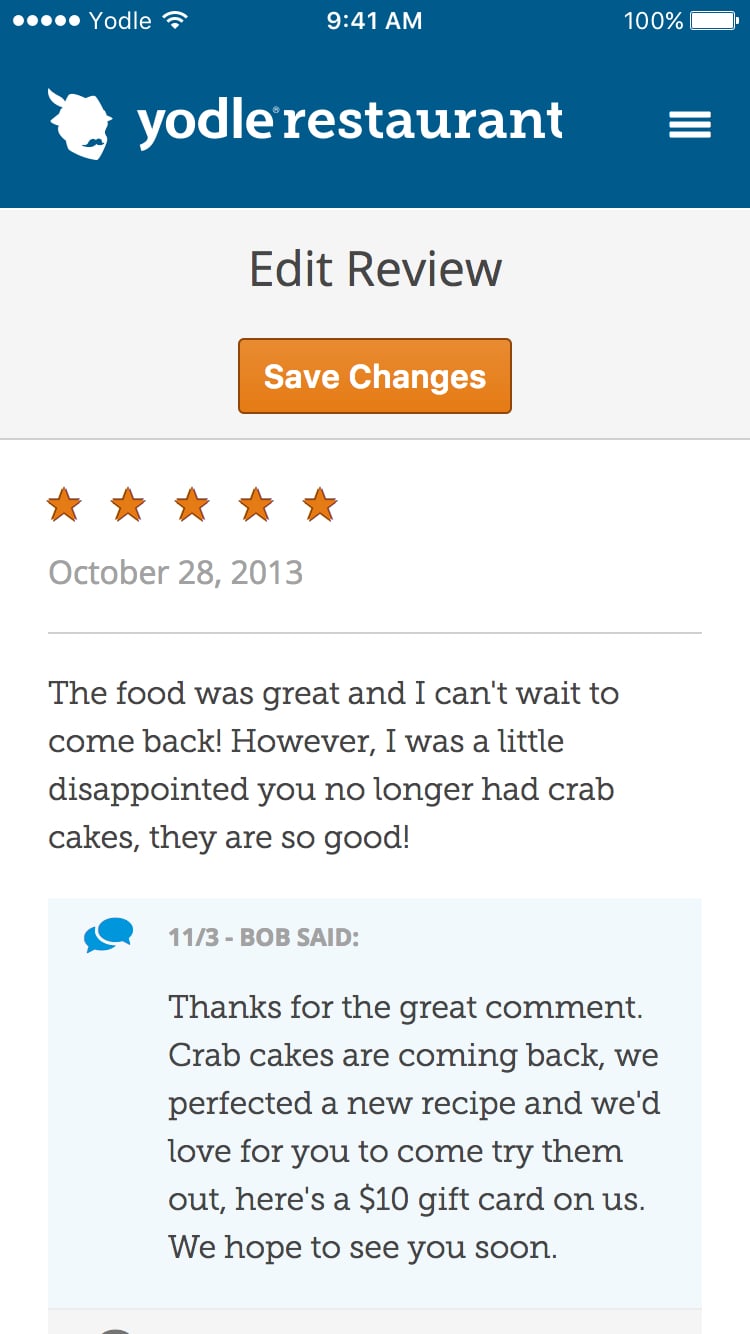 Yodle 9:41 AM 100%
yodle® restaurant
Edit Review
Save Changes
October 28, 2013
The food was great and I can't wait to
come back! However, I was a little
disappointed you no longer had crab
cakes, they are so good!
11/3 - BOB SAID:
Thanks for the great comment.
Crab cakes are coming back, we
perfected a new recipe and we'd
love for you to come try them
out, here's a $10 gift card on us.
We hope to see you soon.